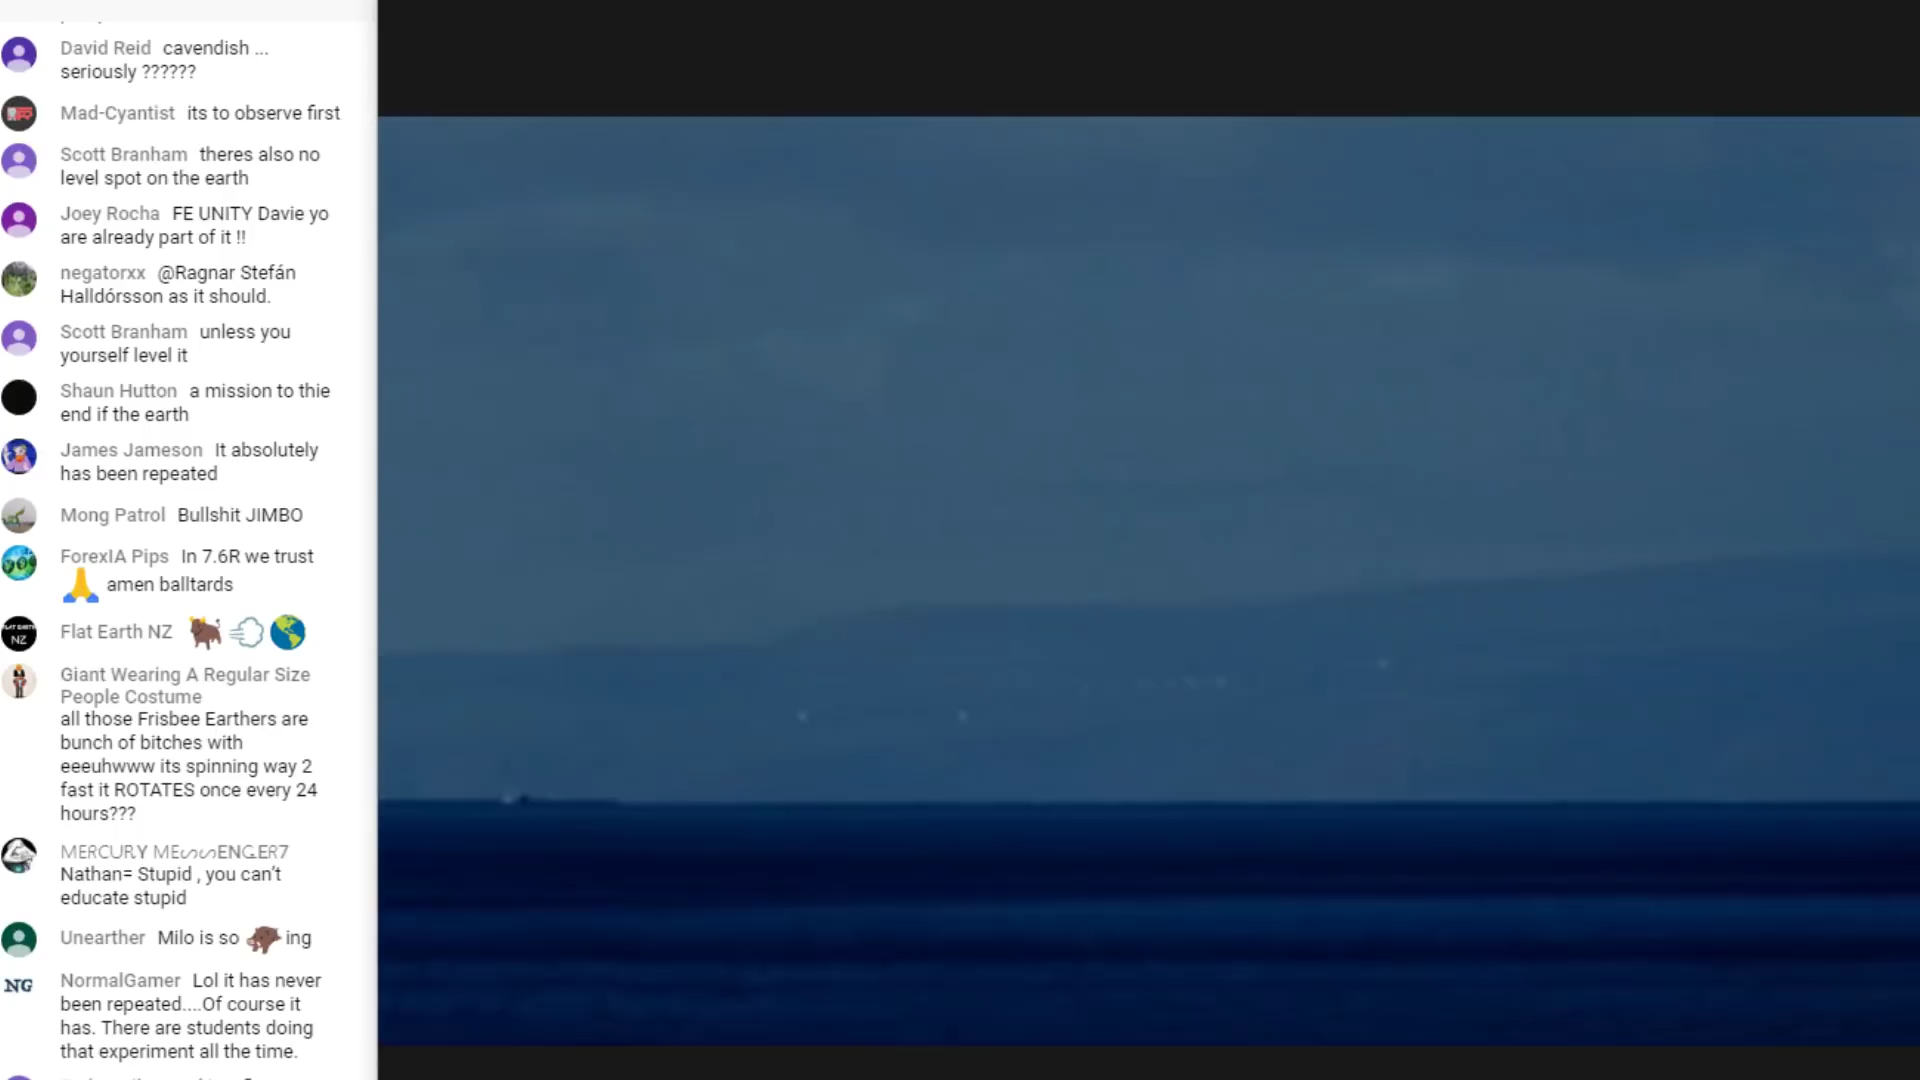 David Reid cavendish ...
seriously ??????
Mad-Cyantist its to observe first
Scott Branham theres also no
level spot on the earth
Joey Rocha FE UNITY Davie yo
are already part of it !!
negatorxx @Ragnar Stefán
Halldórsson as it should.
Scott Branham unless you
yourself level it
Shaun Hutton a mission to thie
end if the earth
James Jameson It absolutely
has been repeated
Mong Patrol Bullshit JIMBO
ForexIA Pips In 7.6R we trust
🙏 amen balltards
FLAT EARTH
NZ
Flat Earth NZ 🐂💨🌎
Giant Wearing A Regular Size
People Costume
all those Frisbee Earthers are
bunch of bitches with
eeeuhwww its spinning way 2
fast it ROTATES once every 24
hours???
MERCURY MEᔕᔕENGER7
Nathan= Stupid , you can’t
educate stupid
Unearther Milo is so 🐗 ing
NG
NormalGamer Lol it has never
been repeated....Of course it
has. There are students doing
that experiment all the time.